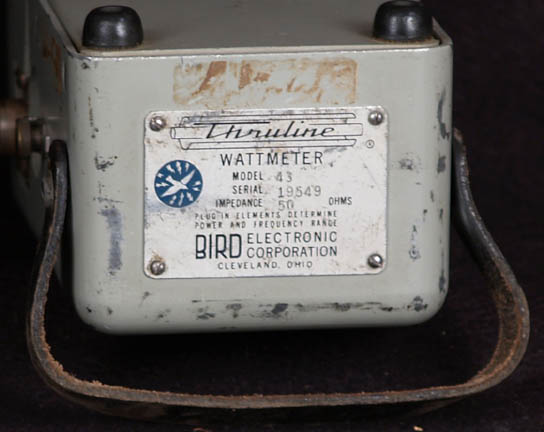 Thruline ®
WATTMETER
MODEL 43
SERIAL 19549
IMPEDANCE 50 OHMS
PLUG IN ELEMENTS DETERMINE
POWER AND FREQUENCY RANGE
BIRD ELECTRONIC
CORPORATION
CLEVELAND, OHIO